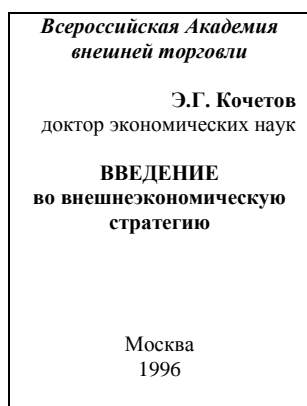 Всероссийская Академия
внешней торговли
Э.Г. Кочетов
доктор экономических наук
ВВЕДЕНИЕ
во внешнеэкономическую
стратегию
Москва
1996